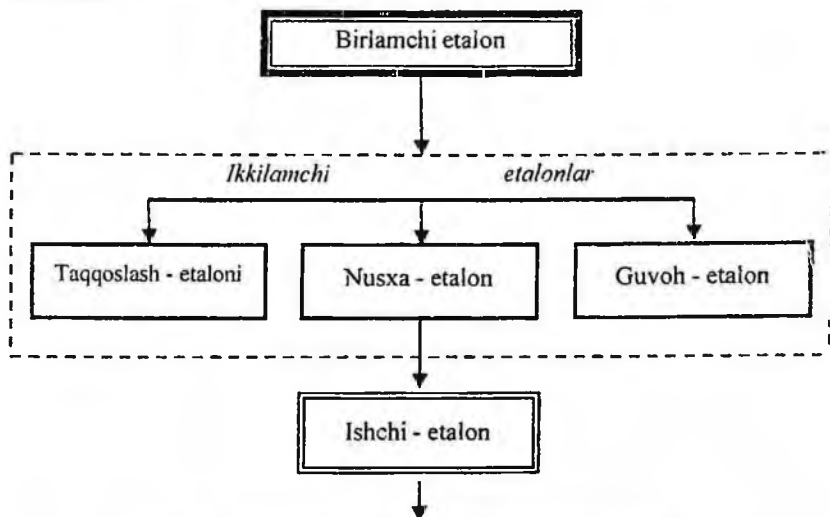 Birlamchi etalon
Ikkilamchi etalonlar
Taqqoslash - etaloni
Nusxa - etalon
Guvoh - etalon
Ishchi - etalon